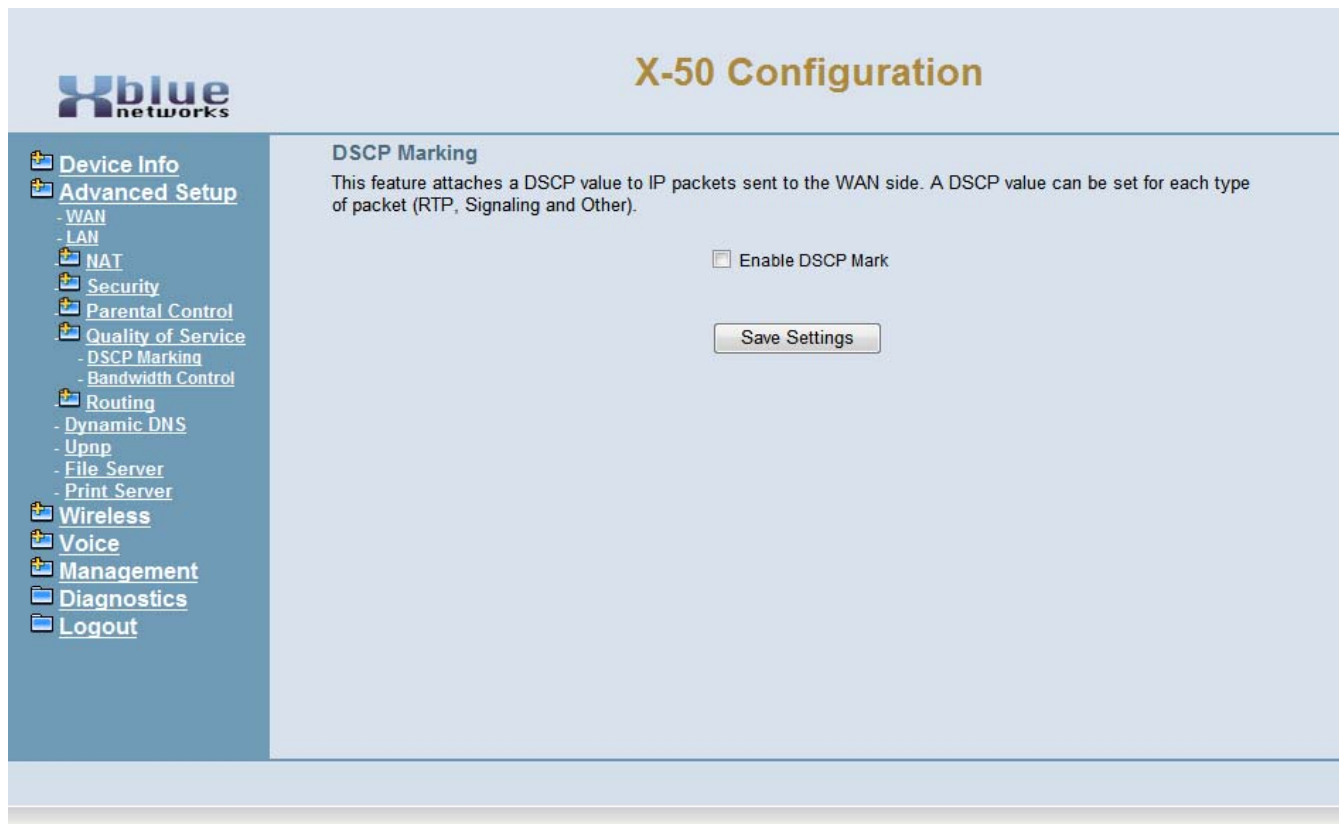 Xblue
networks
X-50 Configuration
Device Info
Advanced Setup
- WAN
- LAN
NAT
Security
Parental Control
Quality of Service
- DSCP Marking
- Bandwidth Control
Routing
- Dynamic DNS
- Upnp
- File Server
- Print Server
Wireless
Voice
Management
Diagnostics
Logout
DSCP Marking
This feature attaches a DSCP value to IP packets sent to the WAN side. A DSCP value can be set for each type
of packet (RTP, Signaling and Other).
Enable DSCP Mark
Save Settings